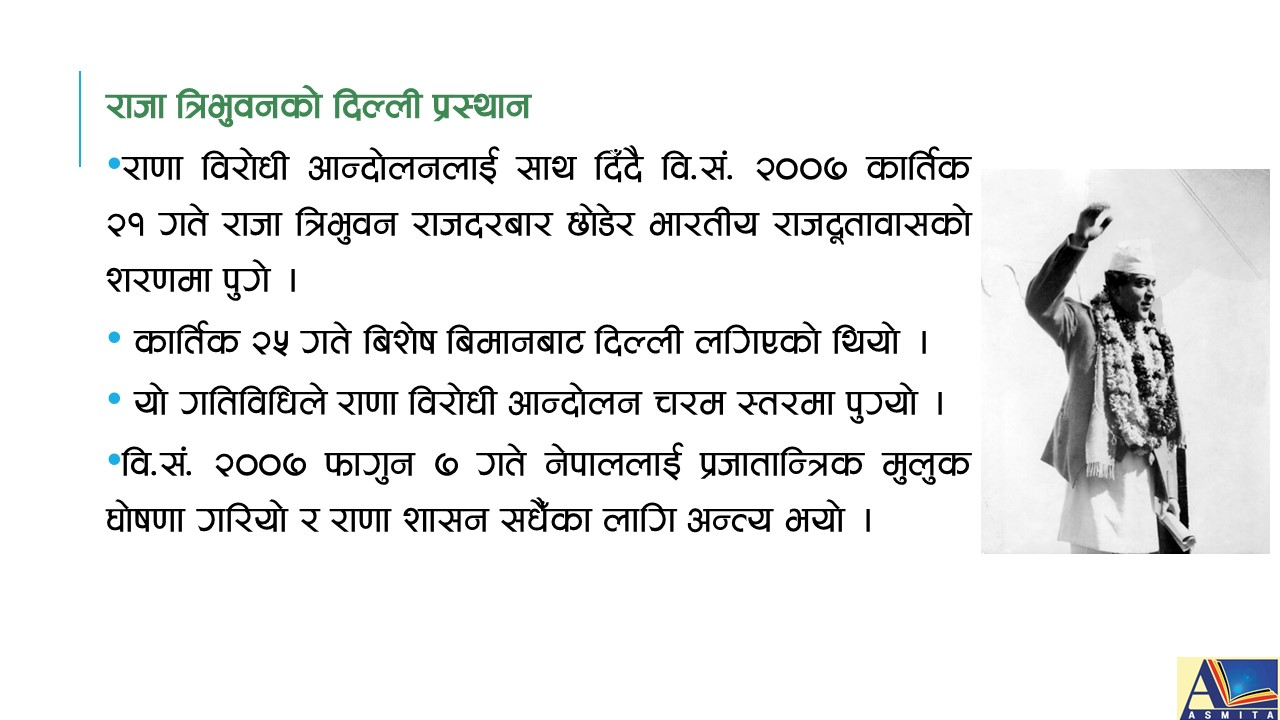 राजा त्रिभुवनको दिल्ली प्रस्थान
•राणा विरोधी आन्दोलनलाई साथ दिँदै वि.सं. २००७ कार्तिक
२१ गते राजा त्रिभुवन राजदरबार छोडेर भारतीय राजदूतावासको
शरणमा पुगे ।
• कार्तिक २५ गते बिशेष बिमानबाट दिल्ली लगिएको थियो ।
• यो गतिविधिले राणा विरोधी आन्दोलन चरम स्तरमा पुग्यो ।
•वि.सं. २००७ फागुन ७ गते नेपाललाई प्रजातान्त्रिक मुलुक
घोषणा गरियो र राणा शासन सधैँका लागि अन्त्य भयो ।
ASMITA